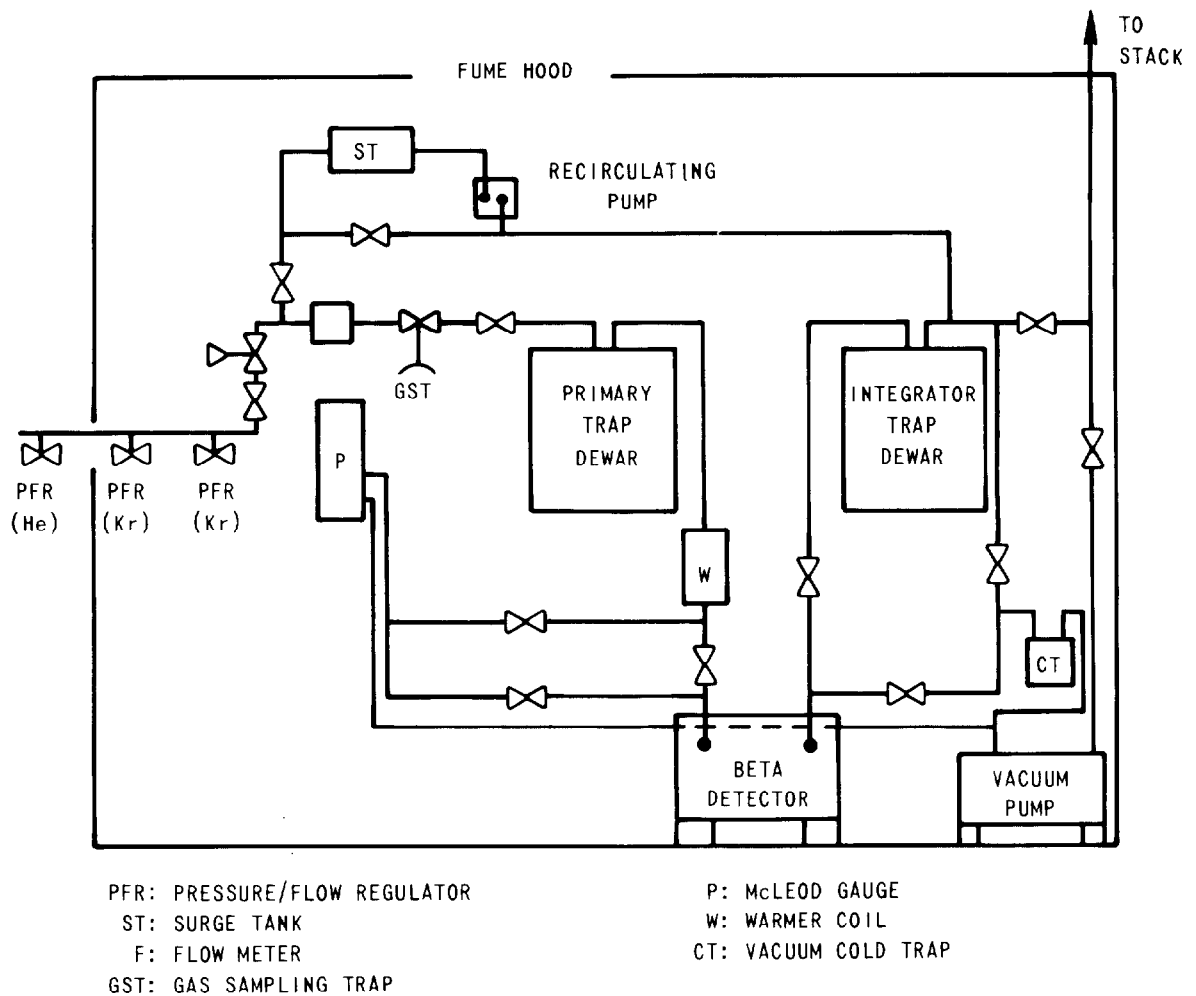 TO
STACK
FUME HOOD
ST
RECIRCULATING
PUMP
GST
PRIMARY
TRAP
DEWAR
INTEGRATOR
TRAP
DEWAR
P
PFR
(He)
PFR
(Kr)
PFR
(Kr)
W
CT
BETA
DETECTOR
VACUUM
PUMP
PFR: PRESSURE/FLOW REGULATOR
ST: SURGE TANK
F: FLOW METER
GST: GAS SAMPLING TRAP
P: McLEOD GAUGE
W: WARMER COIL
CT: VACUUM COLD TRAP